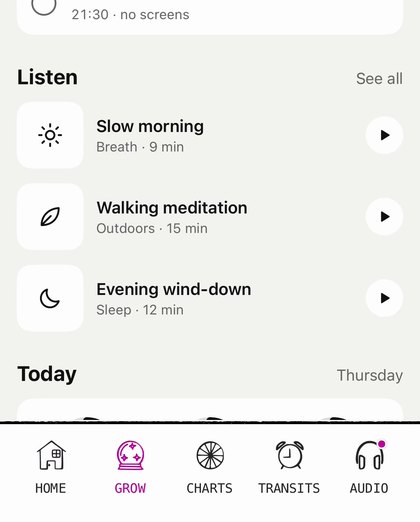 21:30 · no screens
Listen
See all
Slow morning
Breath · 9 min
Walking meditation
Outdoors · 15 min
Evening wind-down
Sleep · 12 min
Today
Thursday
HOME
GROW
CHARTS
TRANSITS
AUDIO